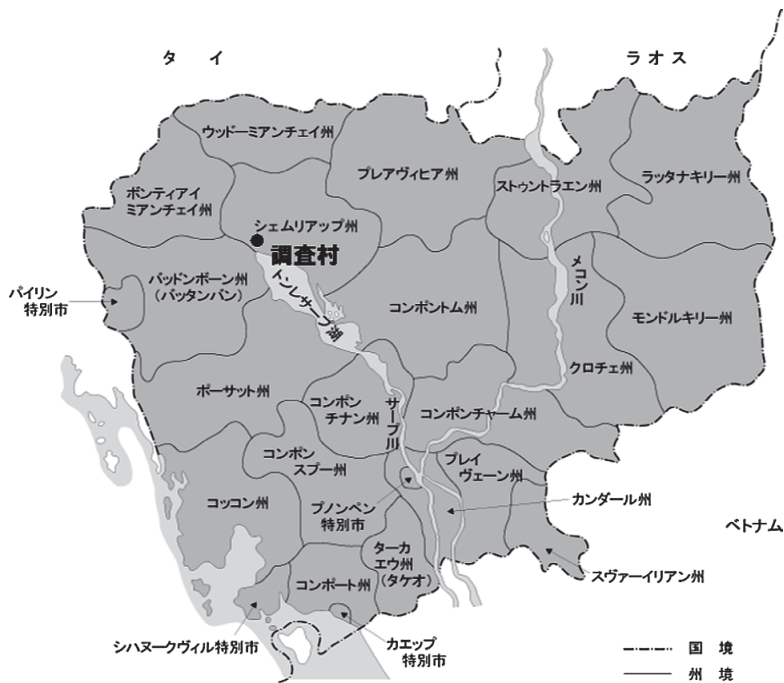 タイ
ラオス
ウッドーミアンチェイ州
プレアヴィヒア州
ストゥントラエン州
ラッタナキリー州
ボンティアイ
ミアンチェイ州
シェムリアップ州
調査村
バッドンボーン州
(バッタンバン)
パイリン
特別市
トンレサープ湖
コンポントム州
メコン川
モンドルキリー州
クロチェ州
ポーサット州
コンポン
チナン州
サープ川
コンポンチャーム州
コンポン
スプー州
プレイ
ヴェーン州
コッコン州
プノンペン
特別市
カンダール州
ベトナム
ターカ
エウ州
(タケオ)
スヴァーイリアン州
コンポート州
シハヌークヴィル特別市
カエップ
特別市
国境
州境